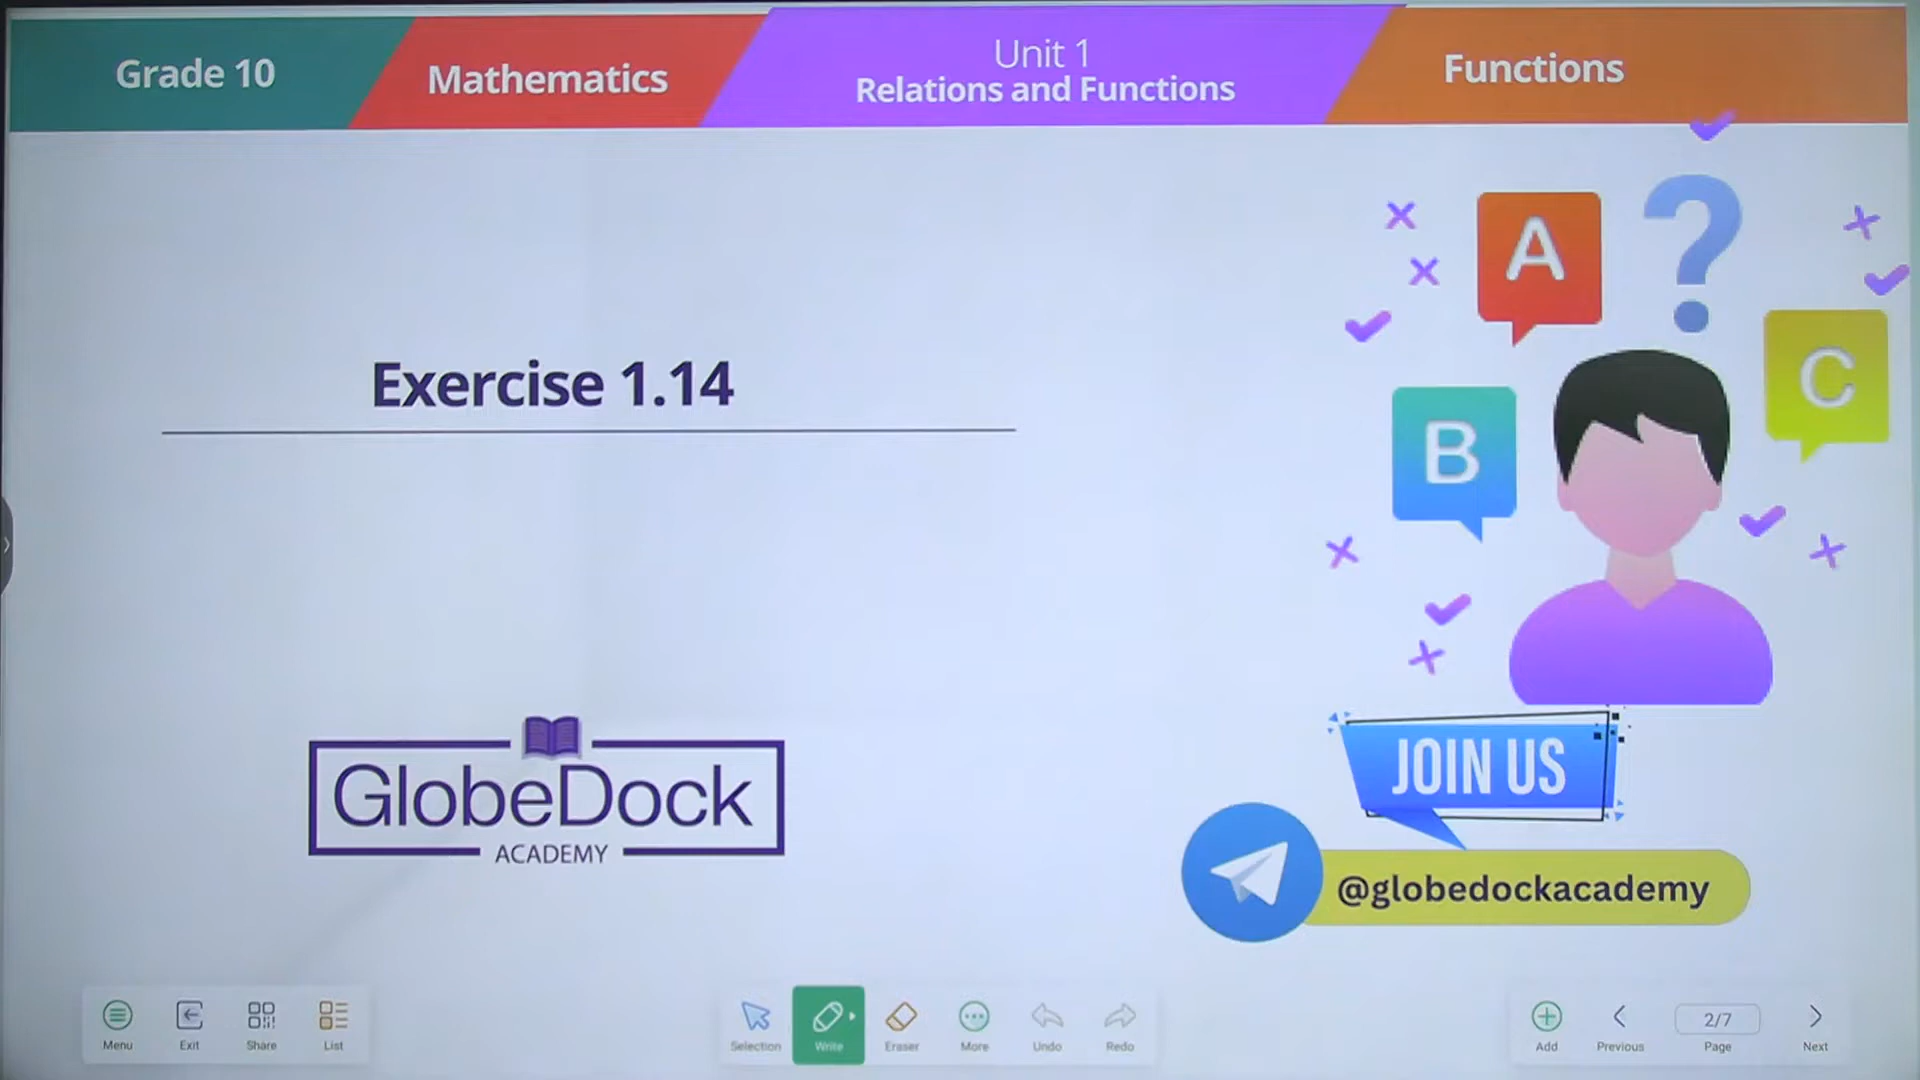 Grade 10
Mathematics
Unit 1
Relations and Functions
Functions
A
?
B
C
Exercise 1.14
GlobeDock
ACADEMY
JOIN US
@globedockacademy
Menu
Exit
Share
List
Selection
Write
Eraser
More
Undo
Redo
Add
Previous
2/7
Page
Next